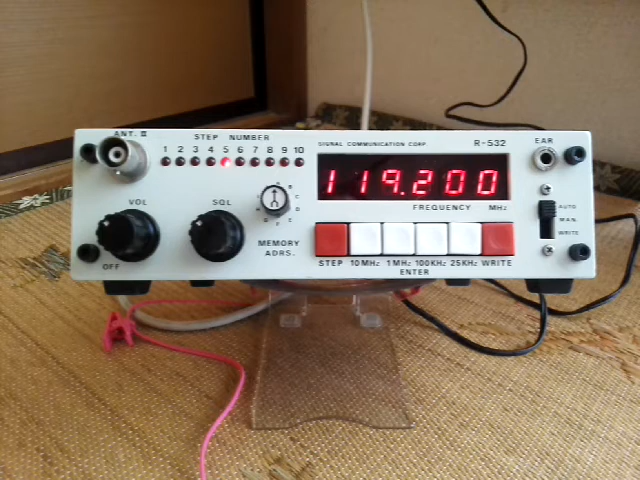 ANT. II
STEP NUMBER
1 2 3 4 5 6 7 8 9 10
SIGNAL COMMUNICATION CORP
R-532
EAR
119.200
FREQUENCY MHz
VOL
SQL
OFF
B
C
D
E
MEMORY
ADRS.
STEP 10MHz 1MHz 100KHz 25KHz WRITE
ENTER
AUTO
MAN.
WRITE